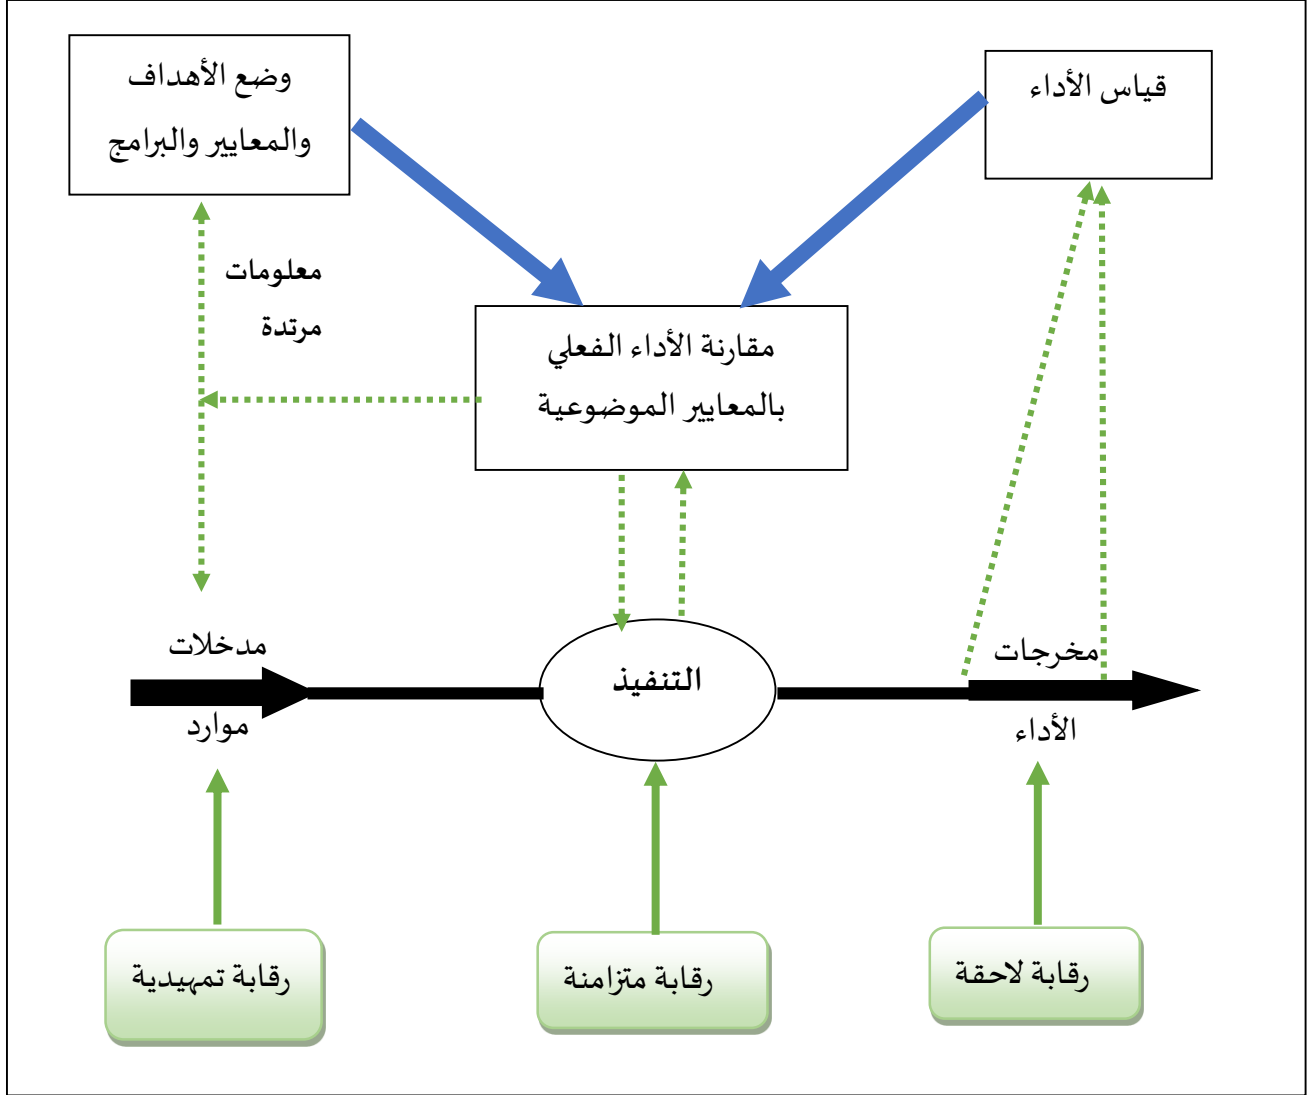 قياس الأداء
وضع الأهداف
والمعايير والبرامج
معلومات
مرتدة
مقارنة الأداء الفعلي
بالمعايير الموضوعية
مخرجات
الأداء
التنفيذ
مدخلات
موارد
رقابة لاحقة
رقابة متزامنة
رقابة تمهيدية